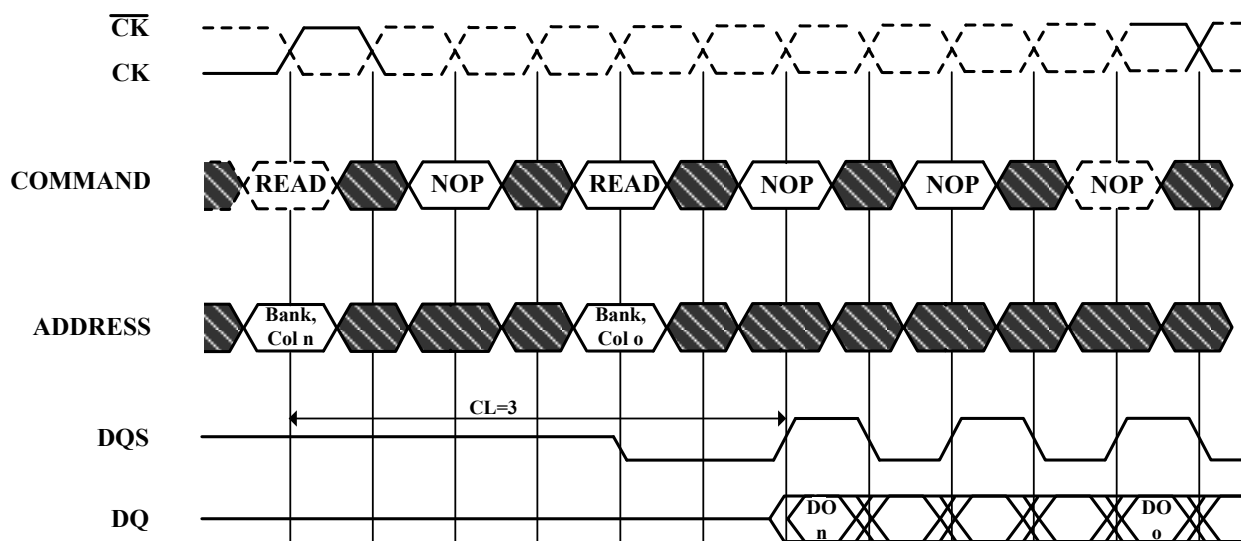 C̅K̅
CK
COMMAND READ NOP READ NOP NOP NOP
ADDRESS Bank, Col n Bank, Col o
CL=3
DQS
DQ DO n DO o